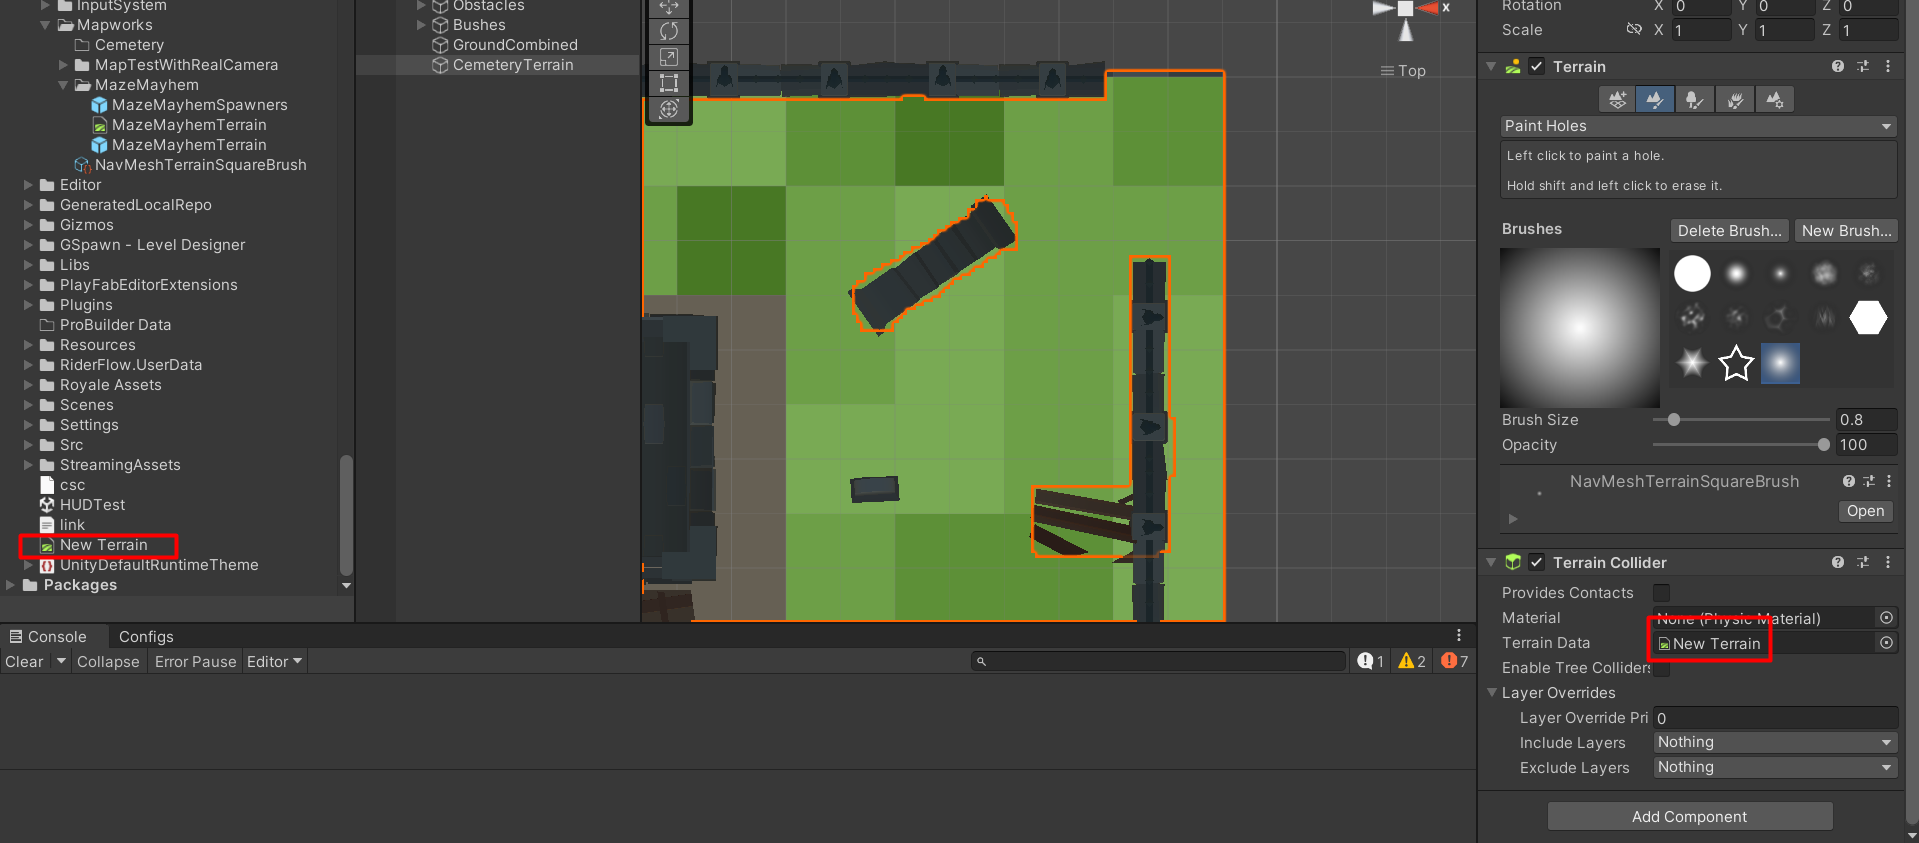 InputSystem
Mapworks
Cemetery
MapTestWithRealCamera
MazeMayhem
MazeMayhemSpawners
MazeMayhemTerrain
MazeMayhemTerrain
NavMeshTerrainSquareBrush
Editor
GeneratedLocalRepo
Gizmos
GSpawn - Level Designer
Libs
PlayFabEditorExtensions
Plugins
ProBuilder Data
Resources
RiderFlow.UserData
Royale Assets
Scenes
Settings
Src
StreamingAssets
csc
HUDTest
link
New Terrain
UnityDefaultRuntimeTheme
Packages
Obstacles
Bushes
GroundCombined
CemeteryTerrain
x
Top
Rotation X 0 Y 0 Z 0
Scale X 1 Y 1 Z 1
Terrain
Paint Holes
Left click to paint a hole.
Hold shift and left click to erase it.
Brushes Delete Brush... New Brush...
Brush Size 0.8
Opacity 100
NavMeshTerrainSquareBrush
Open
Terrain Collider
Provides Contacts
Material None (Physic Material)
Terrain Data New Terrain
Enable Tree Colliders
Layer Overrides
Layer Override Pri 0
Include Layers Nothing
Exclude Layers Nothing
Add Component
Console Configs
Clear Collapse Error Pause Editor 1 2 7